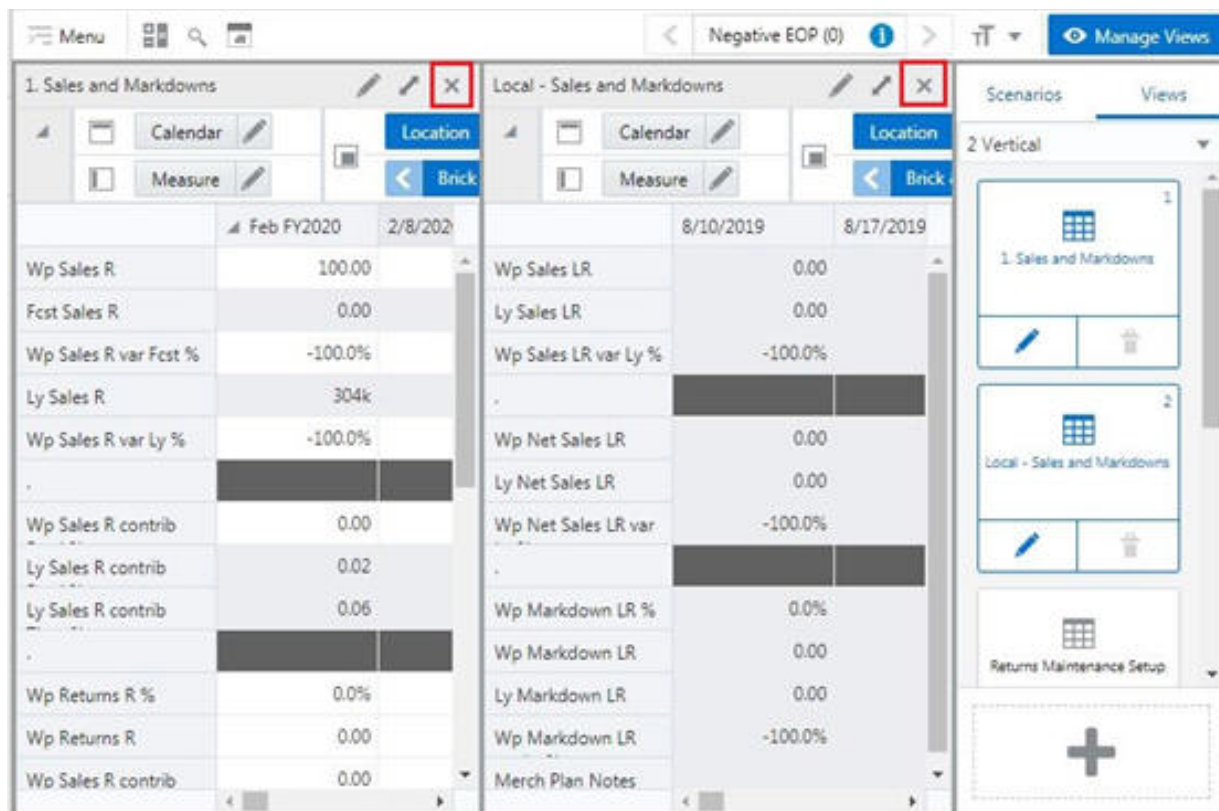 Menu
Negative EOP (0)
Manage Views
1. Sales and Markdowns
Calendar
Location
Measure
Brick
Feb FY2020 2/8/202
Wp Sales R 100.00
Fcst Sales R 0.00
Wp Sales R var Fcst % -100.0%
Ly Sales R 304k
Wp Sales R var Ly % -100.0%
.
Wp Sales R contrib 0.00
Ly Sales R contrib 0.02
Ly Sales R contrib 0.06
.
Wp Returns R % 0.0%
Wp Returns R 0.00
Wp Sales R contrib 0.00
Local - Sales and Markdowns
Calendar
Location
Measure
Brick
8/10/2019 8/17/2019
Wp Sales LR 0.00
Ly Sales LR 0.00
Wp Sales LR var Ly % -100.0%
.
Wp Net Sales LR 0.00
Ly Net Sales LR 0.00
Wp Net Sales LR var -100.0%
.
Wp Markdown LR % 0.0%
Wp Markdown LR 0.00
Ly Markdown LR 0.00
Wp Markdown LR -100.0%
Merch Plan Notes
Scenarios Views
2 Vertical
1
1. Sales and Markdowns
2
Local - Sales and Markdowns
Returns Maintenance Setup